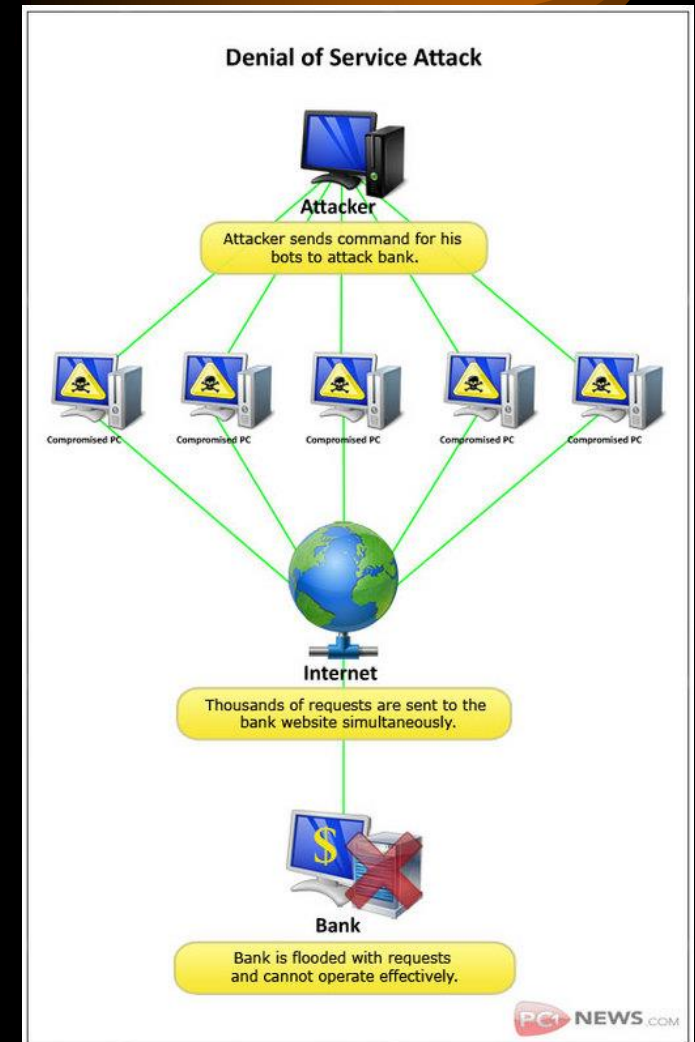 Denial of Service Attack
Attacker
Attacker sends command for his
bots to attack bank.
Compromised PC Compromised PC Compromised PC Compromised PC Compromised PC
Internet
Thousands of requests are sent to the
bank website simultaneously.
$
Bank
Bank is flooded with requests
and cannot operate effectively.
PC1 NEWS.COM